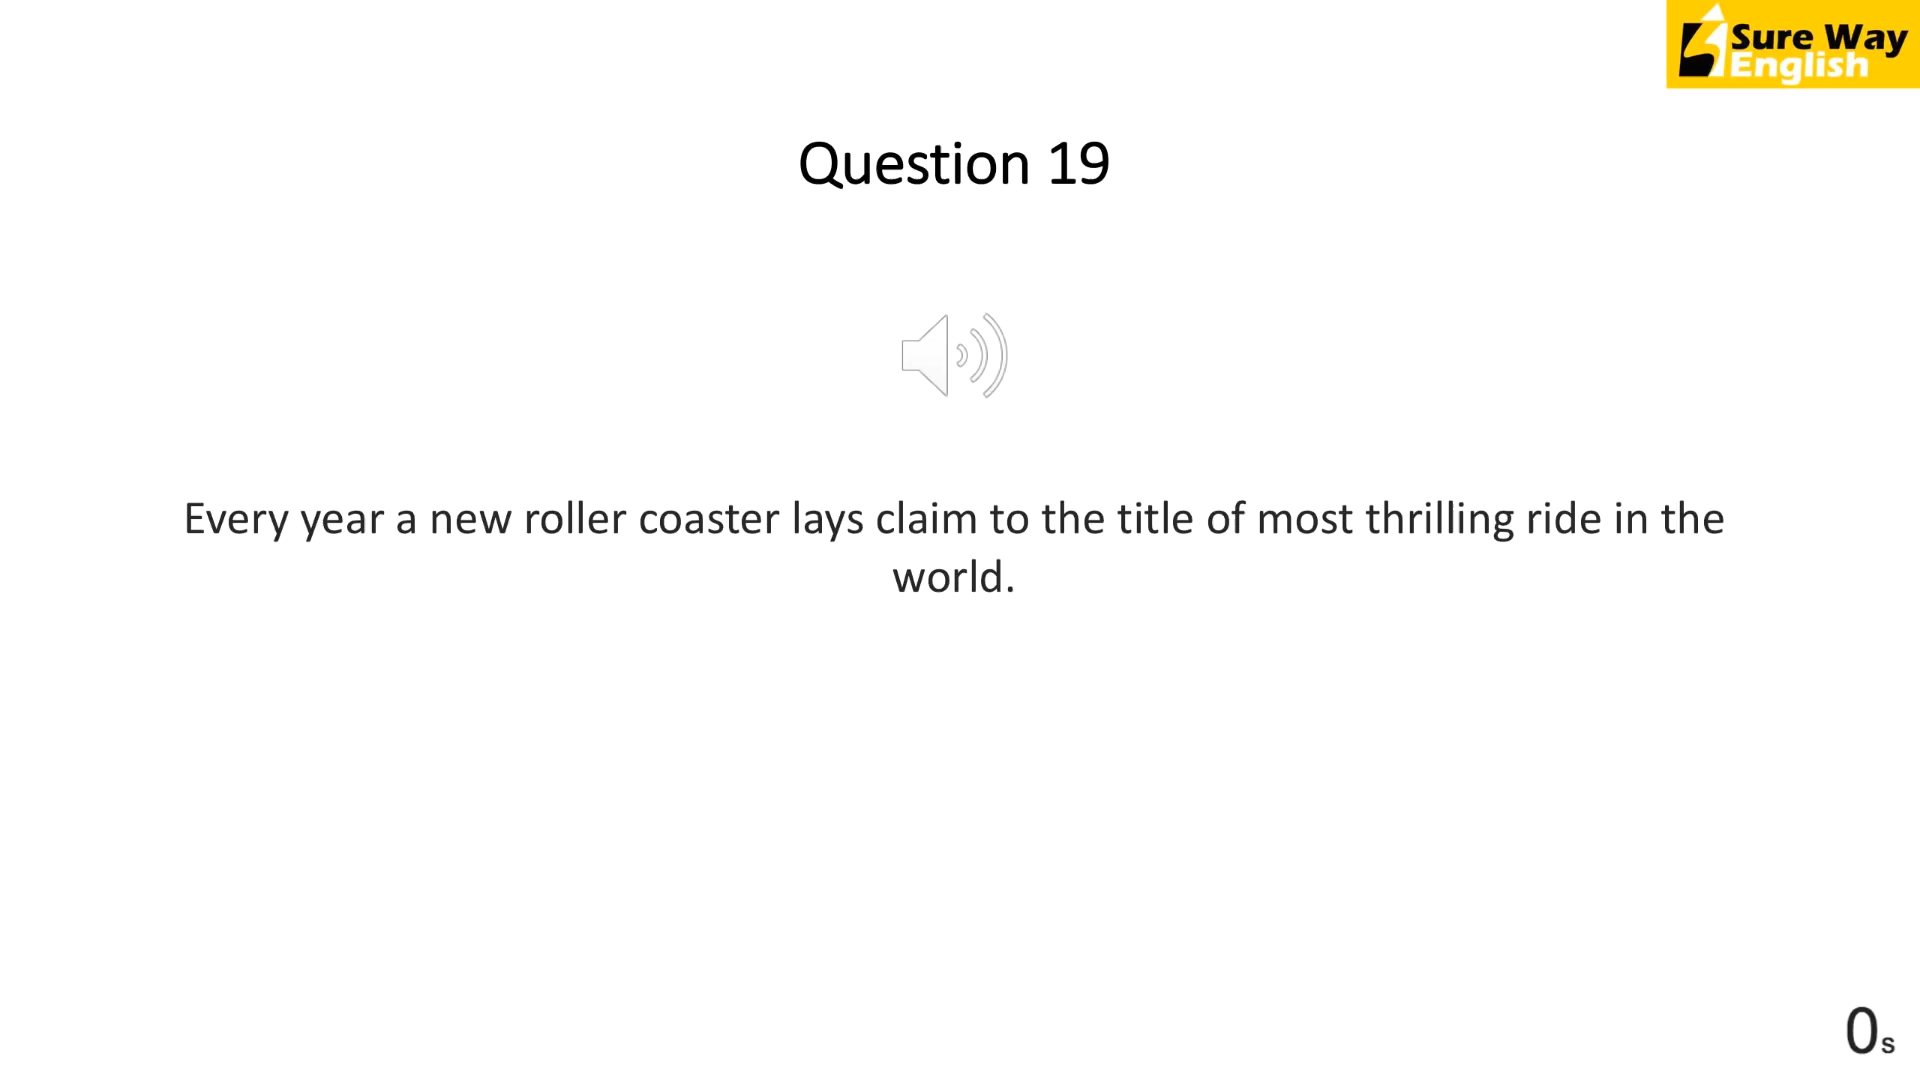 Sure Way
English
Question 19
Every year a new roller coaster lays claim to the title of most thrilling ride in the
world.
0s